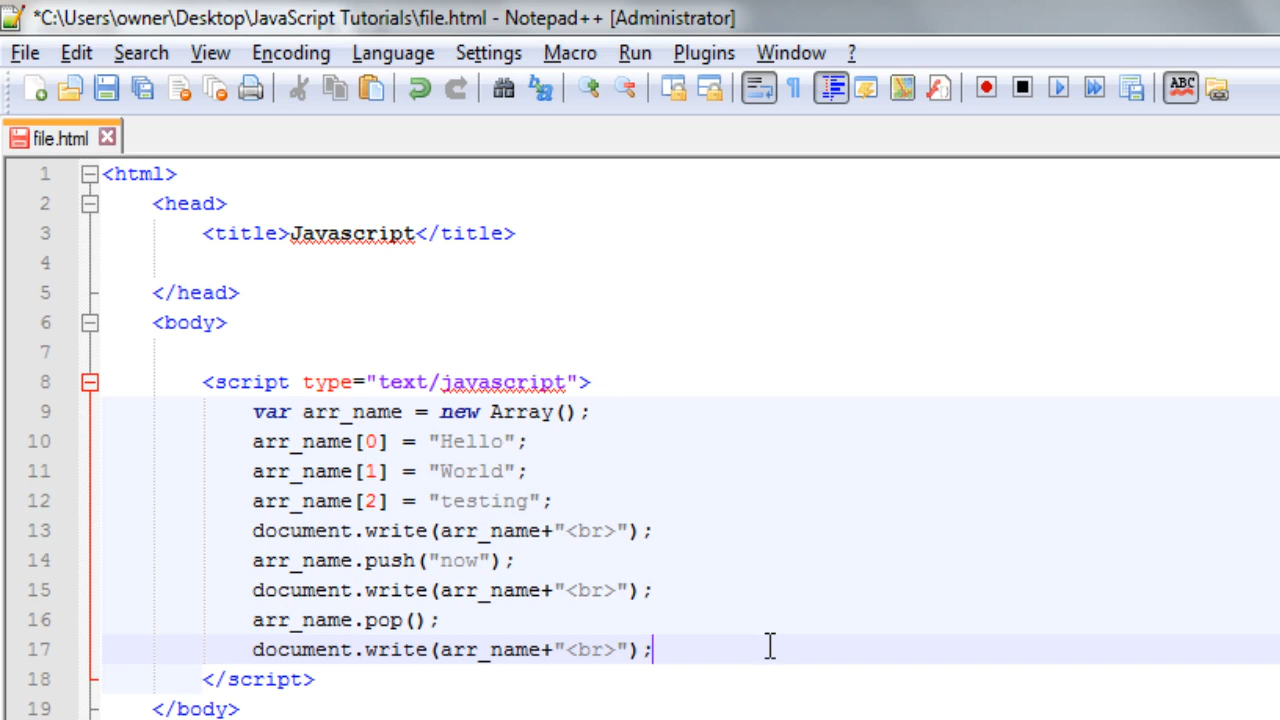 *C:\Users\owner\Desktop\JavaScript Tutorials\file.html - Notepad++ [Administrator]
File Edit Search View Encoding Language Settings Macro Run Plugins Window ?
ABC
file.html
1 <html>
2 <head>
3 <title>Javascript</title>
4
5 </head>
6 <body>
7
8 <script type="text/javascript">
9 var arr_name = new Array();
10 arr_name[0] = "Hello";
11 arr_name[1] = "World";
12 arr_name[2] = "testing";
13 document.write(arr_name+"<br>");
14 arr_name.push("now");
15 document.write(arr_name+"<br>");
16 arr_name.pop();
17 document.write(arr_name+"<br>");
18 </script>
19 </body>